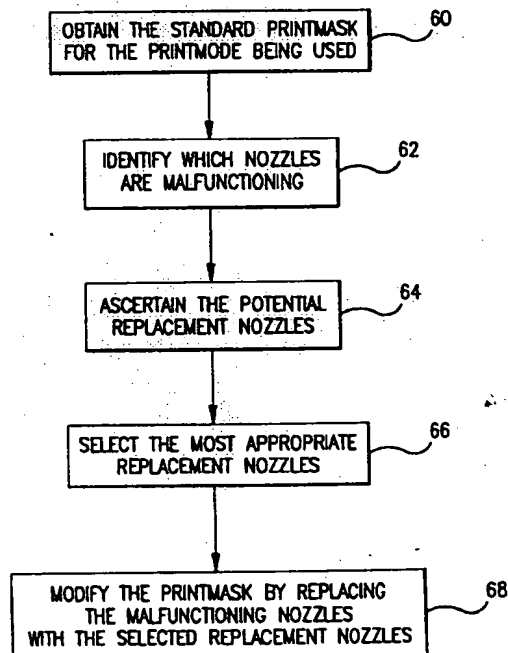 OBTAIN THE STANDARD PRINTMASK
FOR THE PRINTMODE BEING USED
60
IDENTIFY WHICH NOZZLES
ARE MALFUNCTIONING
62
ASCERTAIN THE POTENTIAL
REPLACEMENT NOZZLES
64
SELECT THE MOST APPROPRIATE
REPLACEMENT NOZZLES
66
MODIFY THE PRINTMASK BY REPLACING
THE MALFUNCTIONING NOZZLES
WITH THE SELECTED REPLACEMENT NOZZLES
68